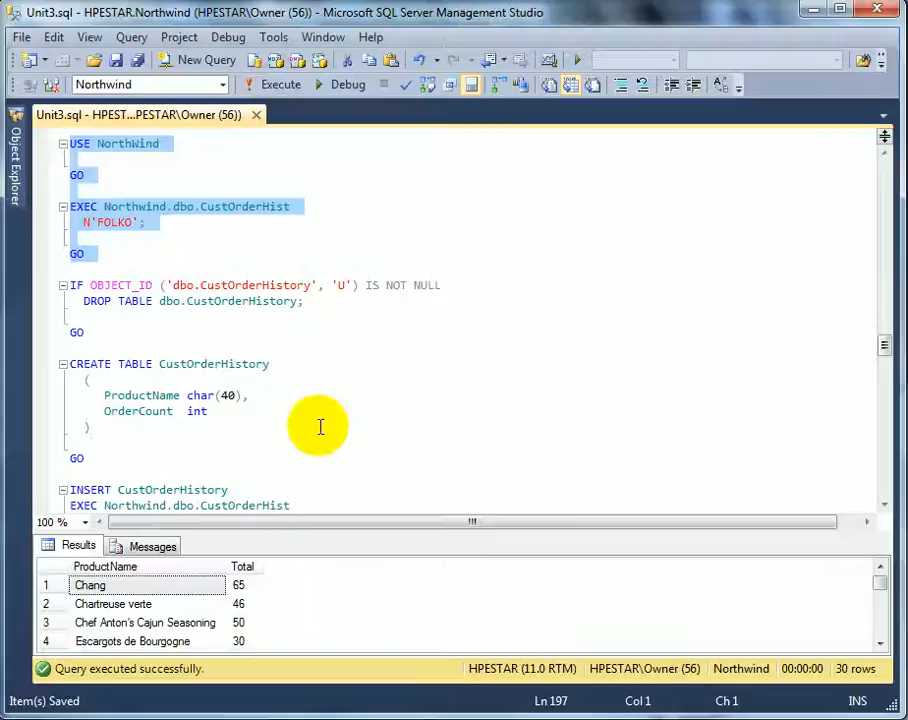 Unit3.sql - HPESTAR.Northwind (HPESTAR\Owner (56)) - Microsoft SQL Server Management Studio
File Edit View Query Project Debug Tools Window Help
New Query
Northwind Execute Debug
Unit3.sql - HPEST...PESTAR\Owner (56))
Object Explorer
USE NorthWind
GO
EXEC Northwind.dbo.CustOrderHist
N'FOLKO';
GO
IF OBJECT_ID ('dbo.CustOrderHistory', 'U') IS NOT NULL
DROP TABLE dbo.CustOrderHistory;
GO
CREATE TABLE CustOrderHistory
(
ProductName char(40),
OrderCount int
)
GO
INSERT CustOrderHistory
EXEC Northwind.dbo.CustOrderHist
100 %
Results Messages
ProductName Total
1 Chang 65
2 Chartreuse verte 46
3 Chef Anton's Cajun Seasoning 50
4 Escargots de Bourgogne 30
Query executed successfully. HPESTAR (11.0 RTM) HPESTAR\Owner (56) Northwind 00:00:00 30 rows
Item(s) Saved Ln 197 Col 1 Ch 1 INS